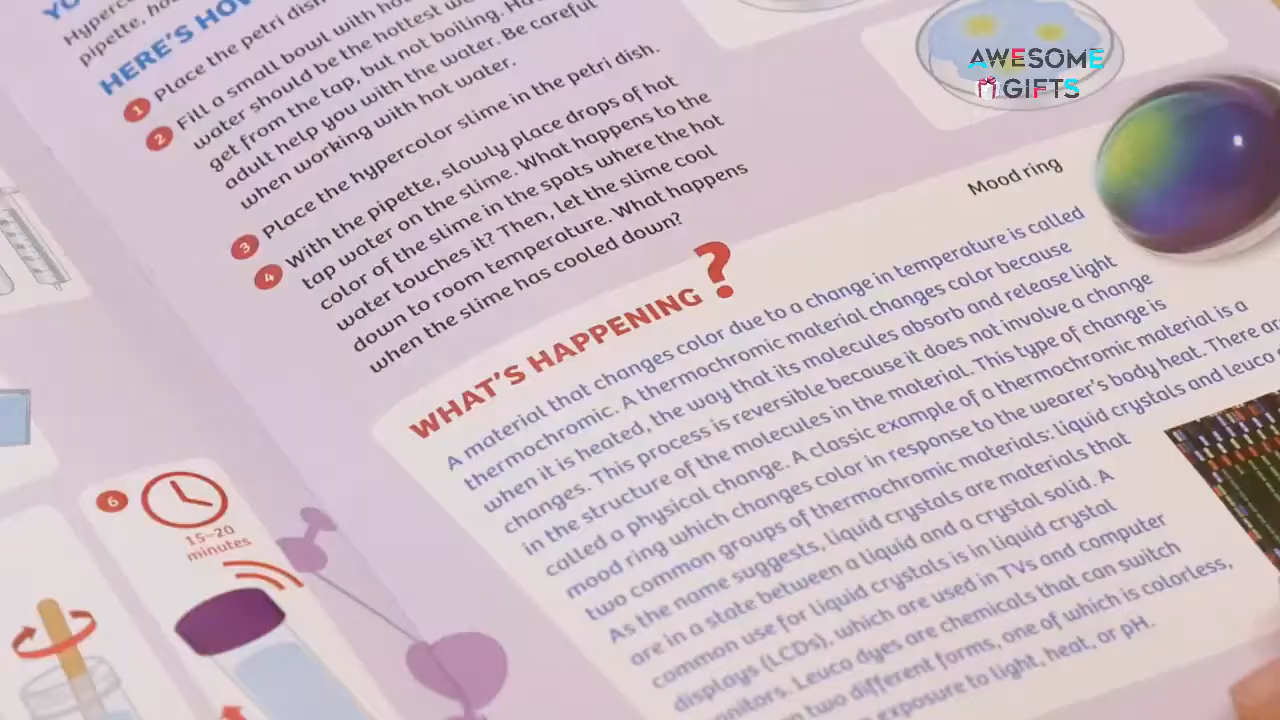 YO
Hyperc
pipette, ho
HERE'S HOW
1 Place the petri dish
2 Fill a small bowl with ho
water should be the hottest w
get from the tap, but not boiling. Ha
adult help you with the water. Be careful
when working with hot water.
3 Place the hypercolor slime in the petri dish.
4 With the pipette, slowly place drops of hot
tap water on the slime. What happens to the
color of the slime in the spots where the hot
water touches it? Then, let the slime cool
down to room temperature. What happens
when the slime has cooled down?
AWESOME
GIFTS
Mood ring
WHAT'S HAPPENING?
A material that changes color due to a change in temperature is called
thermochromic. A thermochromic material changes color because
when it is heated, the way that its molecules absorb and release light
changes. This process is reversible because it does not involve a change
in the structure of the molecules in the material. This type of change is
called a physical change. A classic example of a thermochromic material is a
mood ring which changes color in response to the wearer's body heat. There are
two common groups of thermochromic materials: liquid crystals and leuco
As the name suggests, liquid crystals are materials that
are in a state between a liquid and a crystal solid. A
common use for liquid crystals is in liquid crystal
displays (LCDs), which are used in TVs and computer
onitors. Leuco dyes are chemicals that can switch
two different forms, one of which is colorless,
exposure to light, heat, or pH.
6
15–20
minutes